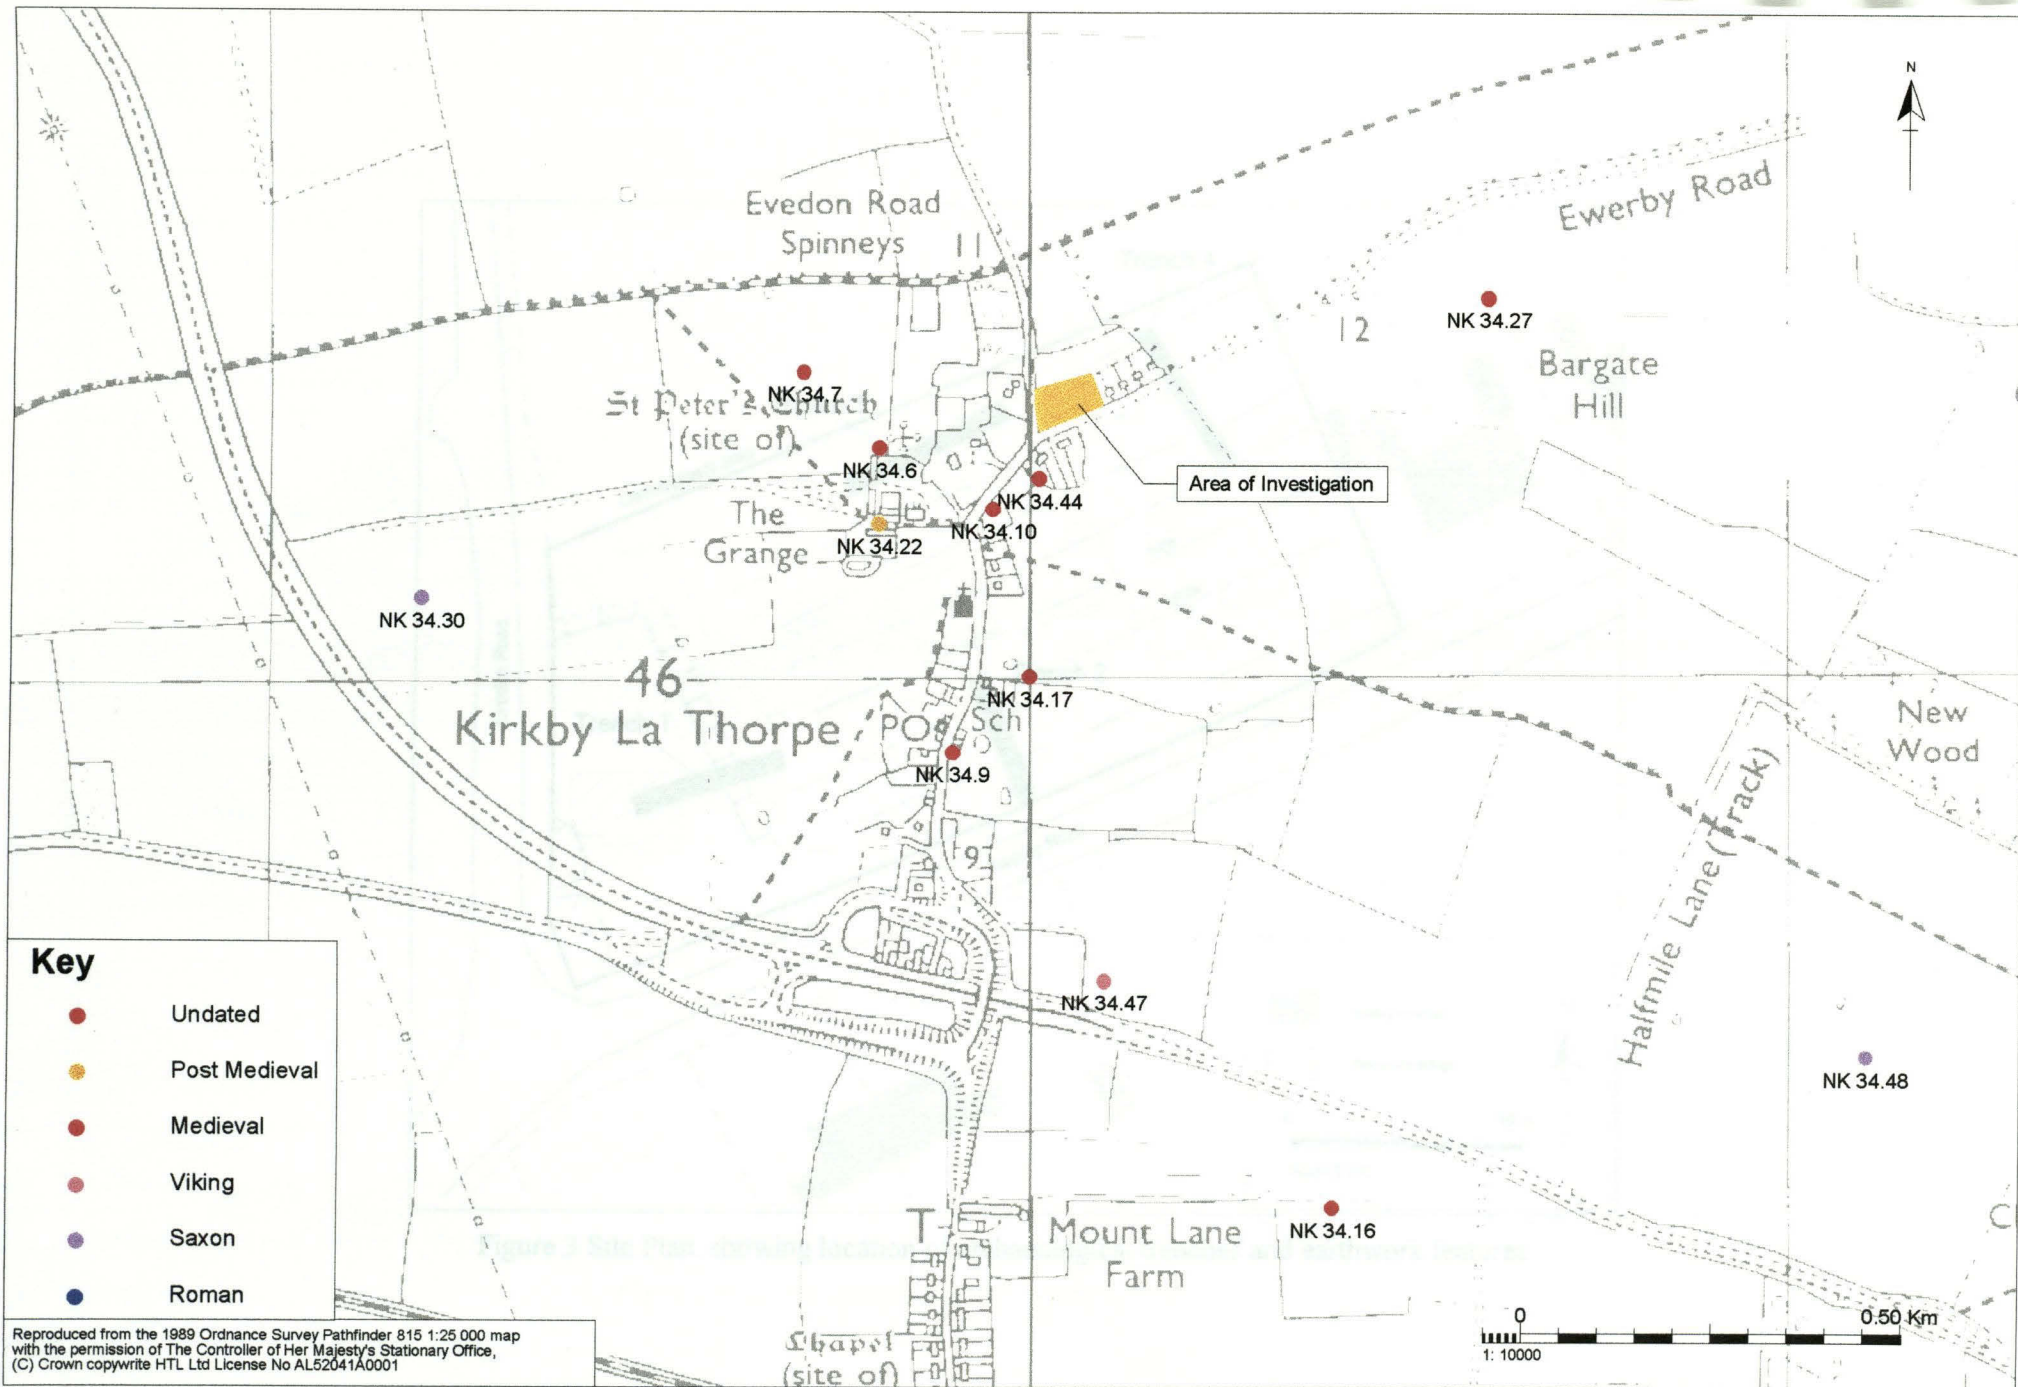 N
Evedon Road
Spinneys
11
Ewerby Road
NK 34.27
12
Bargate
Hill
NK 34.7
St Peter's Church
(site of)
NK 34.6
Area of Investigation
NK 34.44
The
Grange
NK 34.10
NK 34.22
NK 34.30
46
NK 34.17
Kirkby La Thorpe
PO
Sch
New
Wood
NK 34.9
Halfmile Lane (Track)
9
NK 34.47
NK 34.48
T
Mount Lane
Farm
NK 34.16
Chapel
(site of)
Key
Undated
Post Medieval
Medieval
Viking
Saxon
Roman
0 0.50 Km
1: 10000
Reproduced from the 1989 Ordnance Survey Pathfinder 815 1:25 000 map
with the permission of The Controller of Her Majesty's Stationary Office,
(C) Crown copywrite HTL Ltd License No AL52041A0001